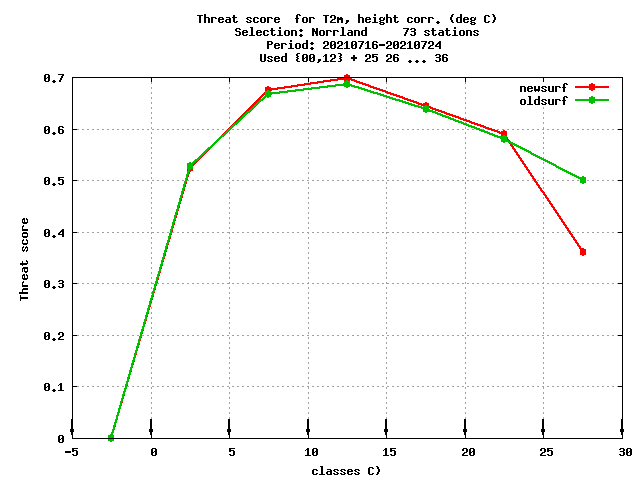 Threat score  for T2m, height corr. (deg C)
Selection: Norrland     73 stations
Period: 20210716-20210724
Used {00,12} + 25 26 ... 36
newsurf
oldsurf
0.7
0.6
0.5
0.4
0.3
0.2
0.1
0
Threat score
-5 0 5 10 15 20 25 30
classes C)